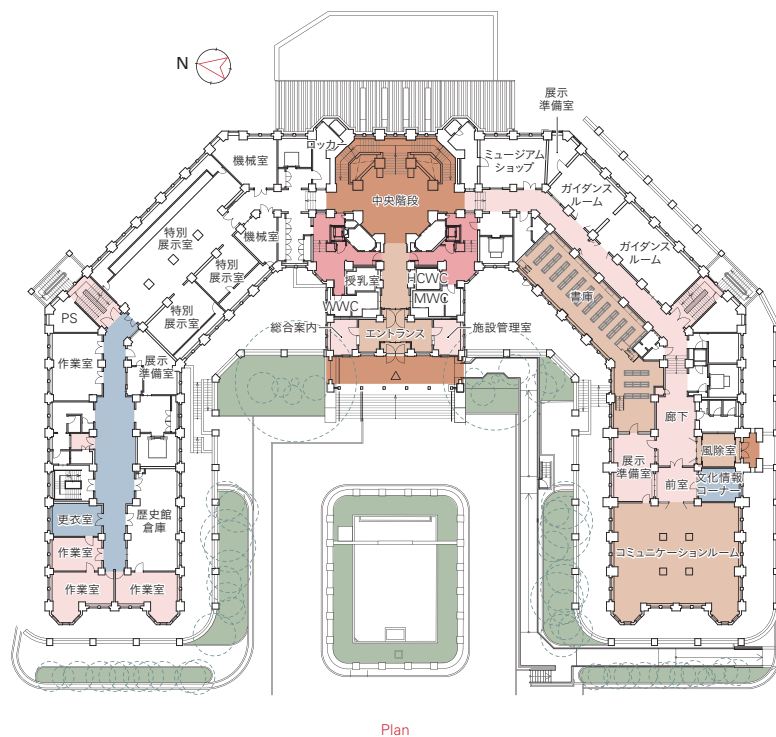 N
展示
準備室
ロッカー
機械室
ミュージアム
ショップ
ガイダンス
ルーム
中央階段
特別
展示室
機械室
ガイダンス
ルーム
特別
展示室
授乳室
HCWC
書庫
WWC
MWC
PS
特別
展示室
総合案内
エントランス
施設管理室
作業室
展示
準備室
廊下
風除室
展示
準備室
前室
文化情報
コーナー
更衣室
歴史館
倉庫
作業室
コミュニケーションルーム
作業室
作業室
Plan